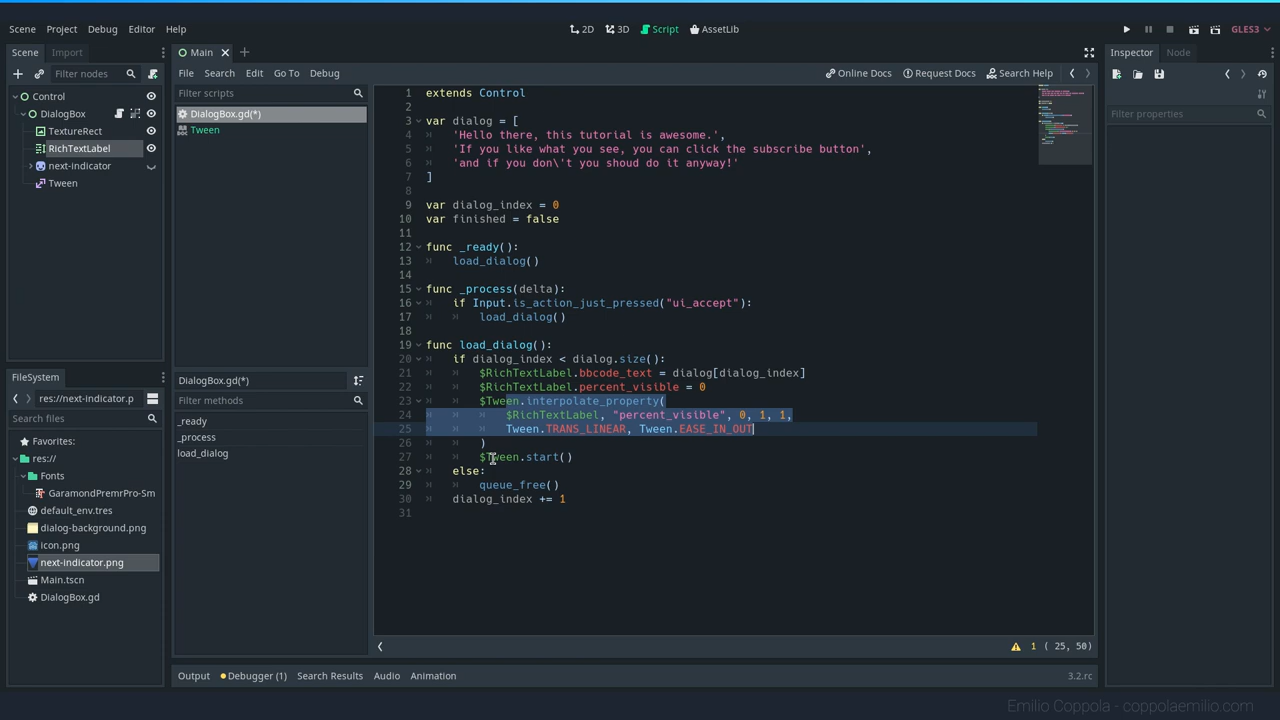 Scene Project Debug Editor Help
2D 3D Script AssetLib
GLES3
Scene Import
Filter nodes
Control
DialogBox
TextureRect
RichTextLabel
next-indicator
Tween
FileSystem
res://next-indicator.p
Search files
Favorites:
res://
Fonts
GaramondPremrPro-Sm
default_env.tres
dialog-background.png
icon.png
next-indicator.png
Main.tscn
DialogBox.gd
Main
File Search Edit Go To Debug
Online Docs Request Docs Search Help
Filter scripts
DialogBox.gd(*)
Tween
DialogBox.gd(*)
Filter methods
_ready
_process
load_dialog
1 extends Control
2
3 var dialog = [
4 'Hello there, this tutorial is awesome.',
5 'If you like what you see, you can click the subscribe button',
6 'and if you don\'t you shoud do it anyway!'
7 ]
8
9 var dialog_index = 0
10 var finished = false
11
12 func _ready():
13 load_dialog()
14
15 func _process(delta):
16 if Input.is_action_just_pressed("ui_accept"):
17 load_dialog()
18
19 func load_dialog():
20 if dialog_index < dialog.size():
21 $RichTextLabel.bbcode_text = dialog[dialog_index]
22 $RichTextLabel.percent_visible = 0
23 $Tween.interpolate_property(
24 $RichTextLabel, "percent_visible", 0, 1, 1,
25 Tween.TRANS_LINEAR, Tween.EASE_IN_OUT
26 )
27 $Tween.start()
28 else:
29 queue_free()
30 dialog_index += 1
31
1 ( 25, 50)
Output Debugger (1) Search Results Audio Animation
3.2.rc
Inspector Node
Filter properties
Emilio Coppola - coppolaemilio.com